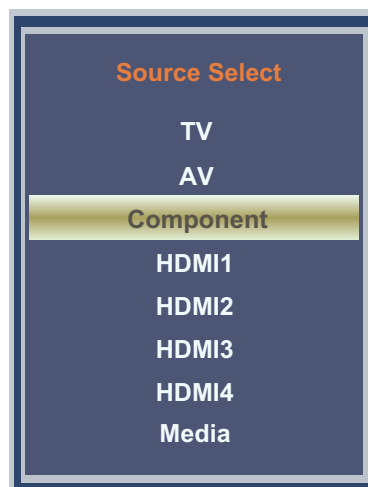 Source Select
TV
AV
Component
HDMI1
HDMI2
HDMI3
HDMI4
Media